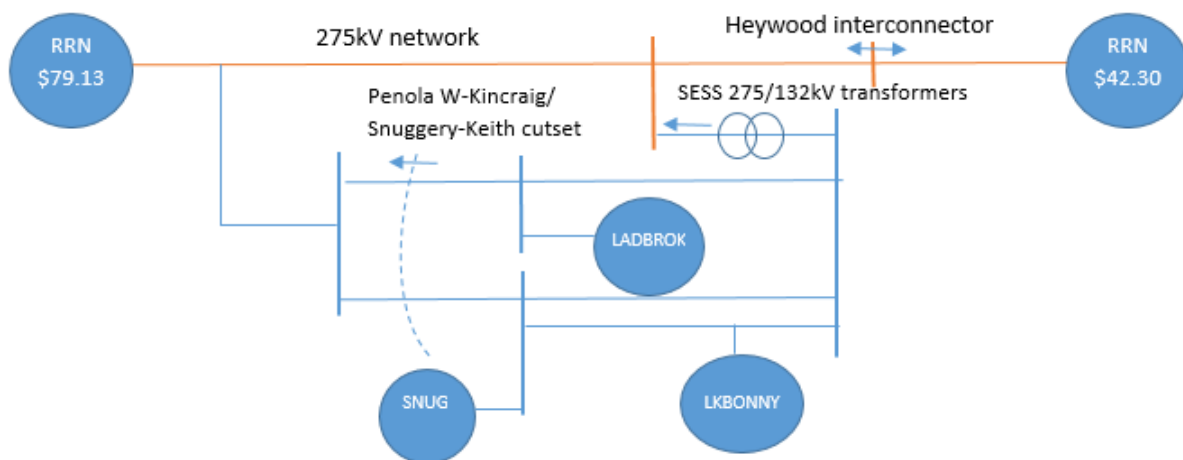 RRN
$79.13
275kV network
Heywood interconnector
RRN
$42.30
Penola W-Kincraig/
Snuggery-Keith cutset
SESS 275/132kV transformers
LADBROK
SNUG
LKBONNY